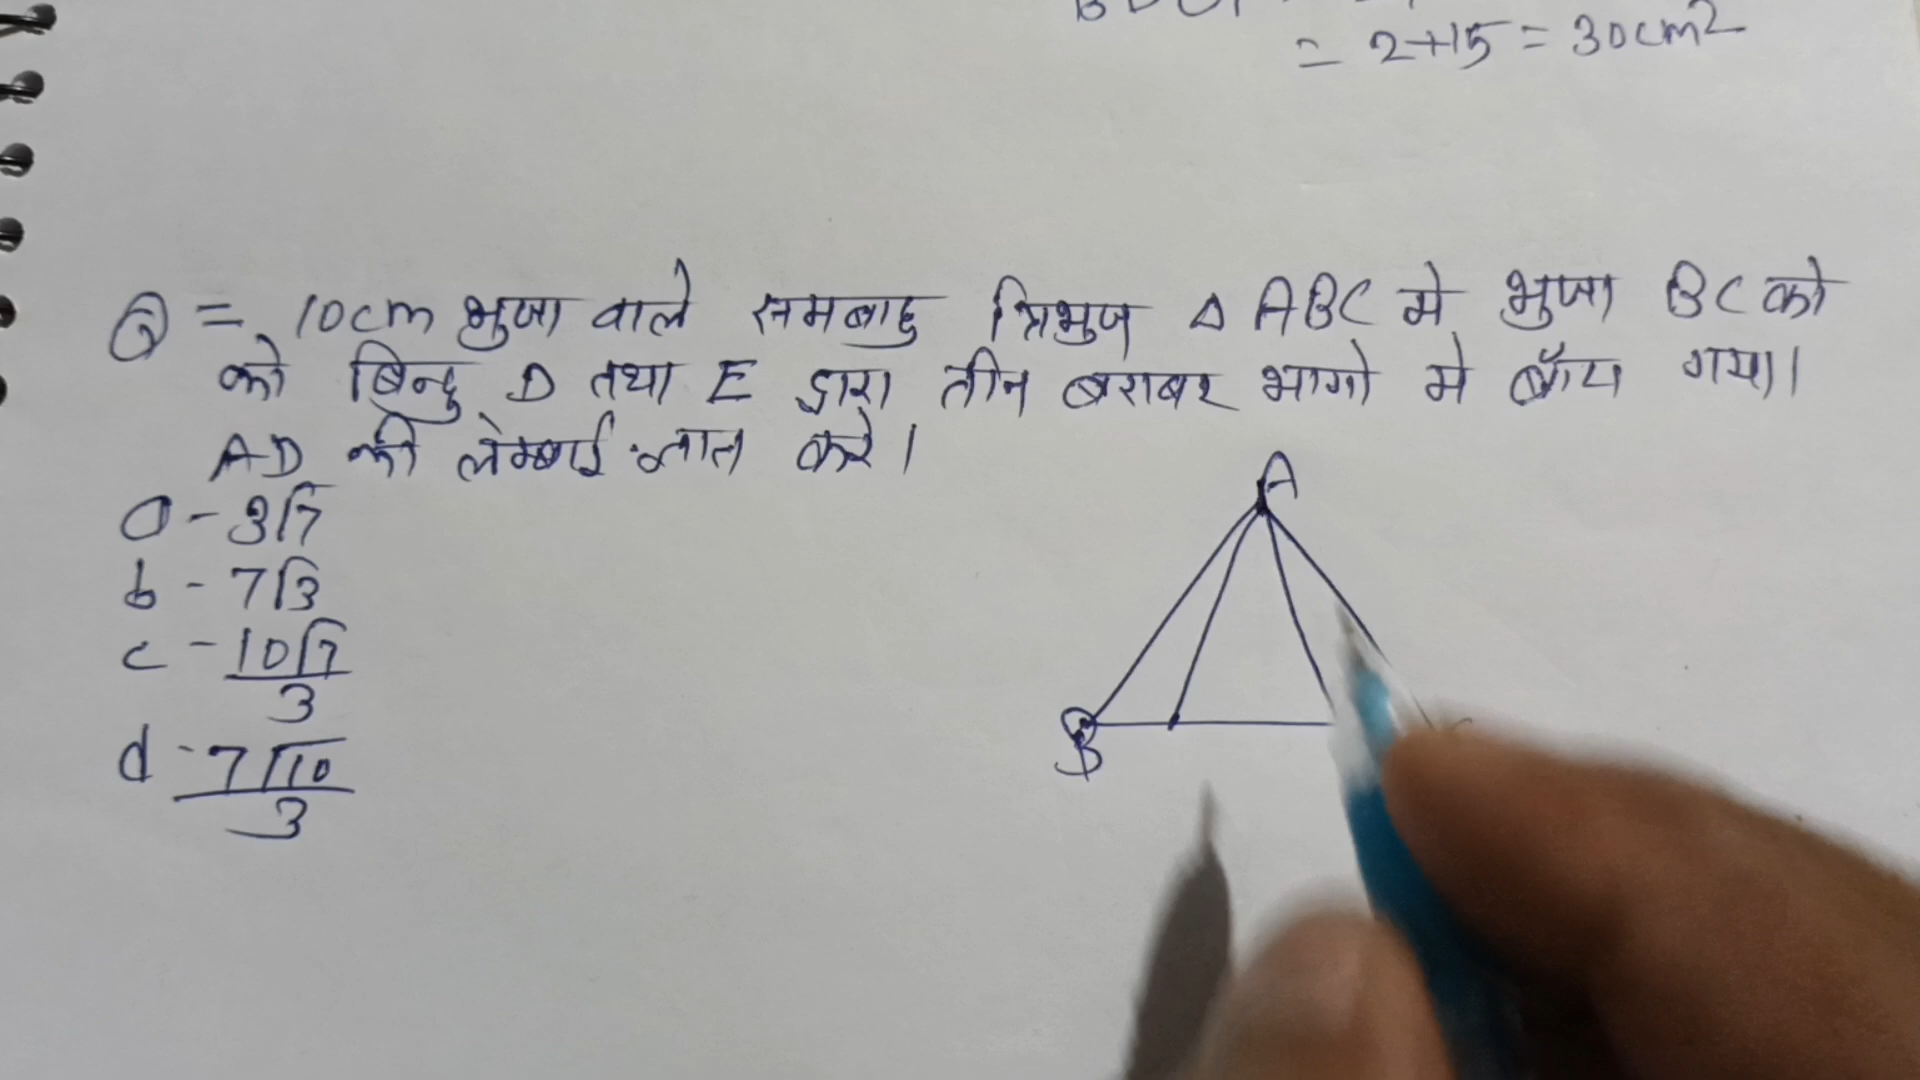 = 2+15 = 30cm²
Q = 10cm भुजा वाले समबाहु त्रिभुज Δ ABC मे भुजा BC को
को बिन्दु D तथा E द्वारा तीन बराबर भागो मे बाँटा गया।
AD की लम्बाई ज्ञात करे।
a - 3√7
b - 7√3
c - 10√7
3
d - 7√10
3
A
B